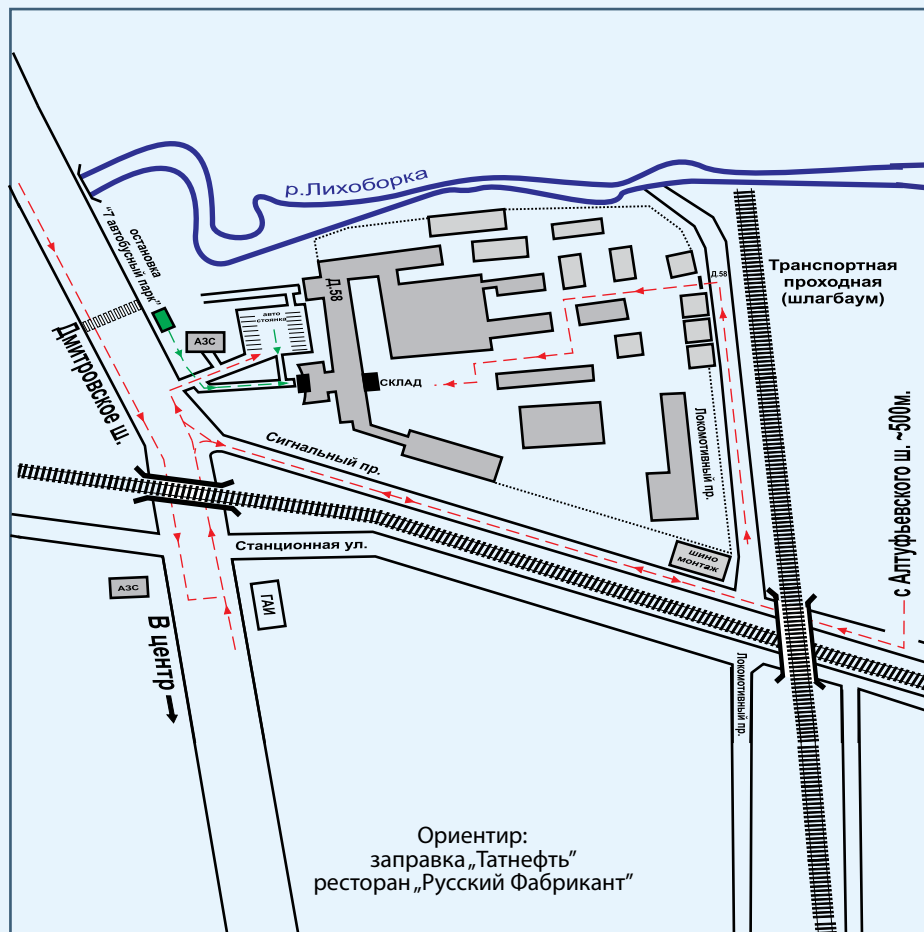 р.Лихоборка
остановка
"7 автобусный парк"
Д.58
Д.58
Транспортная
проходная
(шлагбаум)
авто
стоянка
АЗС
СКЛАД
Дмитровское ш.
Сигнальный пр.
Локомотивный пр.
с Алтуфьевского ш. ~500м.
Станционная ул.
шино
монтаж
АЗС
ГАИ
В центр
Локомотивный пр.
Ориентир:
заправка „Татнефть”
ресторан „Русский Фабрикант”